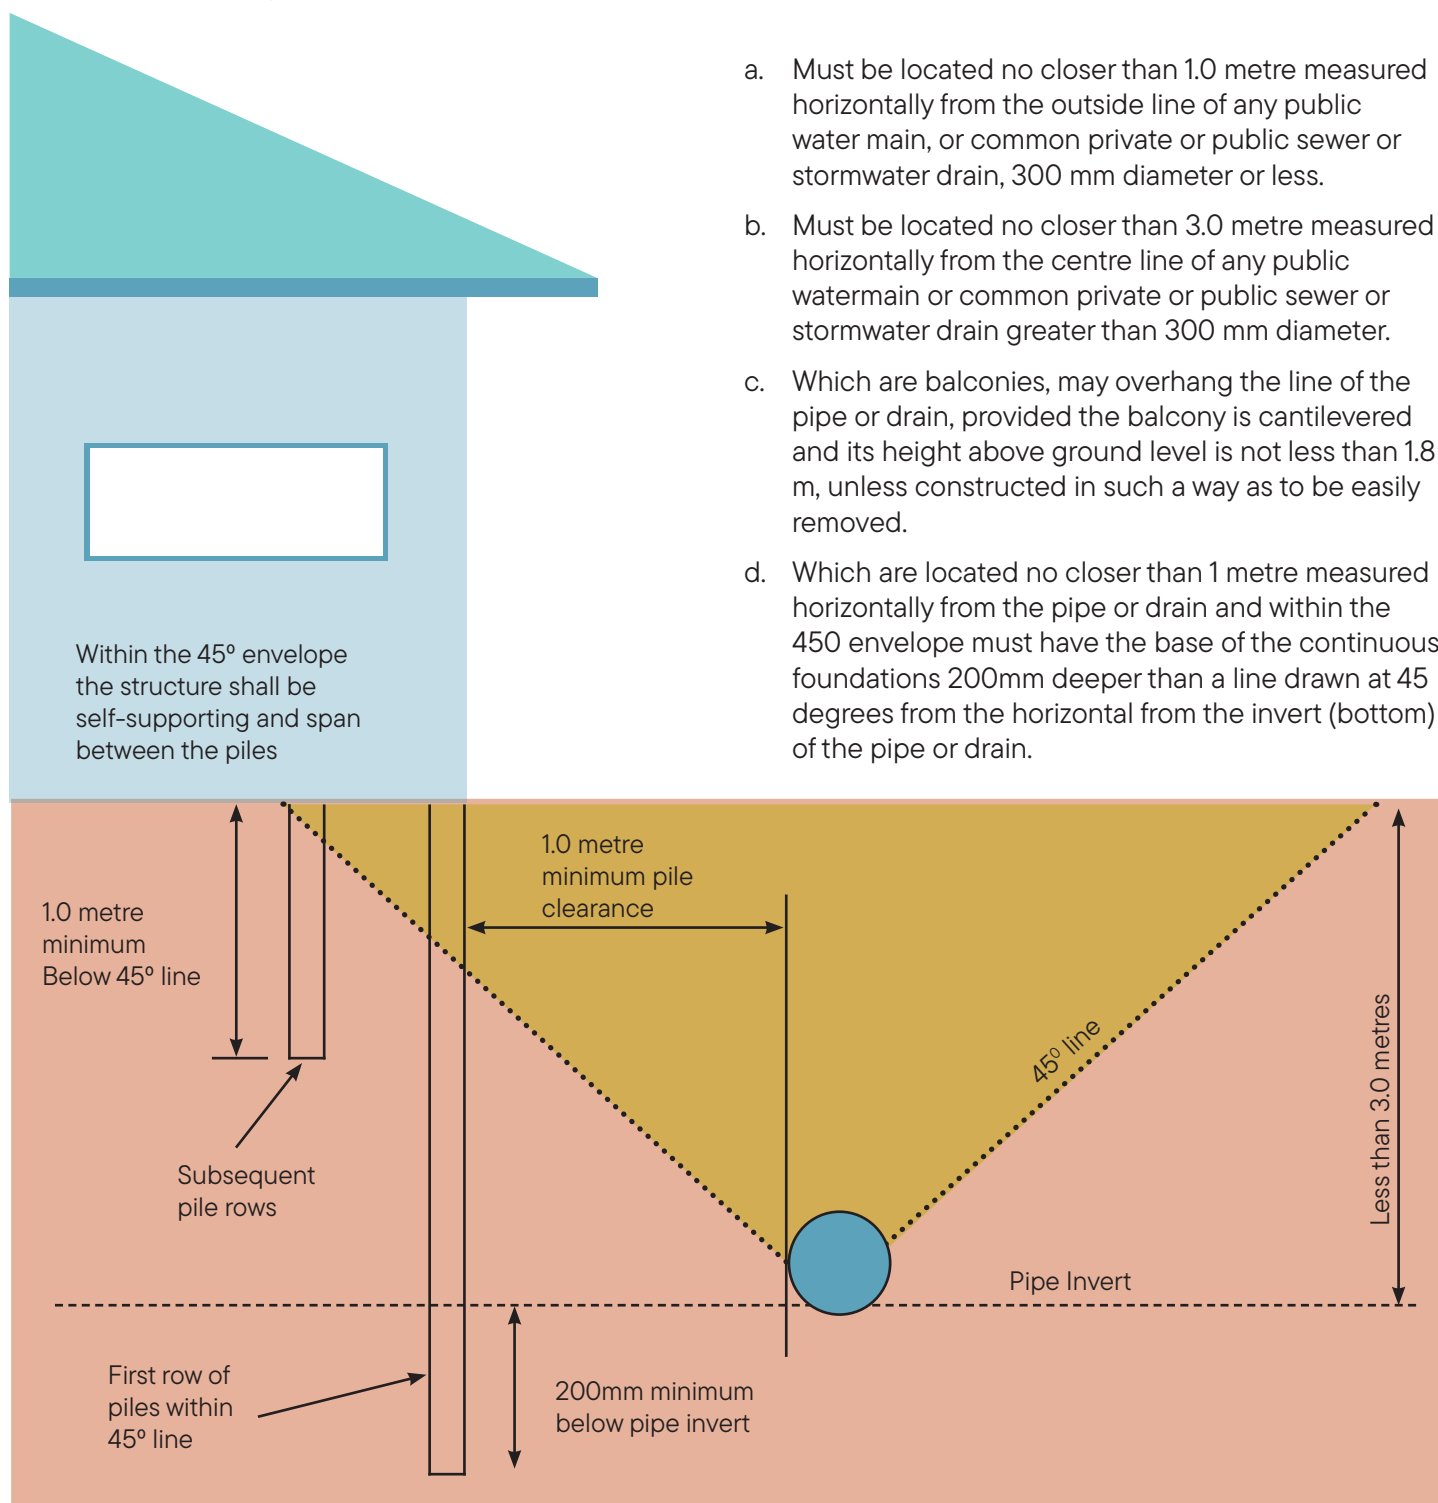 a. Must be located no closer than 1.0 metre measured
horizontally from the outside line of any public
water main, or common private or public sewer or
stormwater drain, 300 mm diameter or less.
b. Must be located no closer than 3.0 metre measured
horizontally from the centre line of any public
watermain or common private or public sewer or
stormwater drain greater than 300 mm diameter.
c. Which are balconies, may overhang the line of the
pipe or drain, provided the balcony is cantilevered
and its height above ground level is not less than 1.8
m, unless constructed in such a way as to be easily
removed.
d. Which are located no closer than 1 metre measured
horizontally from the pipe or drain and within the
450 envelope must have the base of the continuous
foundations 200mm deeper than a line drawn at 45
degrees from the horizontal from the invert (bottom)
of the pipe or drain.
Within the 45º envelope
the structure shall be
self-supporting and span
between the piles
1.0 metre
minimum pile
clearance
1.0 metre
minimum
Below 45º line
45º line
Less than 3.0 metres
Subsequent
pile rows
Pipe Invert
First row of
piles within
45º line
200mm minimum
below pipe invert